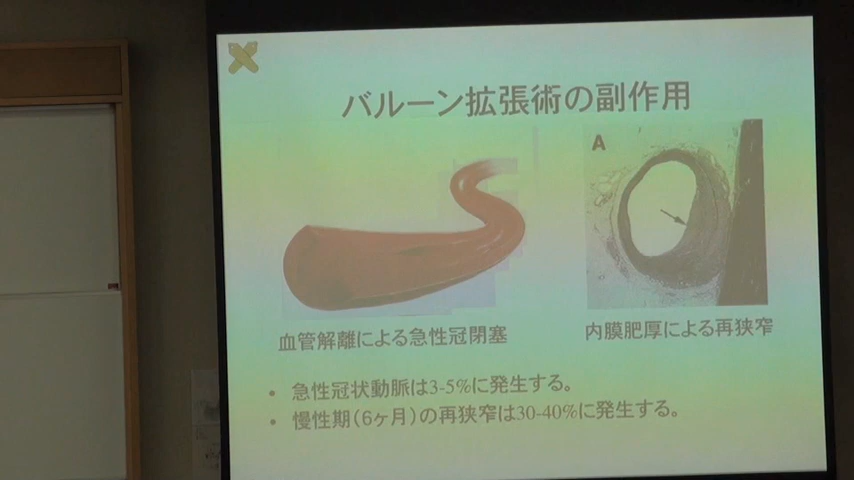 バルーン拡張術の副作用
A
血管解離による急性冠閉塞
内膜肥厚による再狭窄
• 急性冠状動脈は3-5%に発生する。
• 慢性期(6ヶ月)の再狭窄は30-40%に発生する。